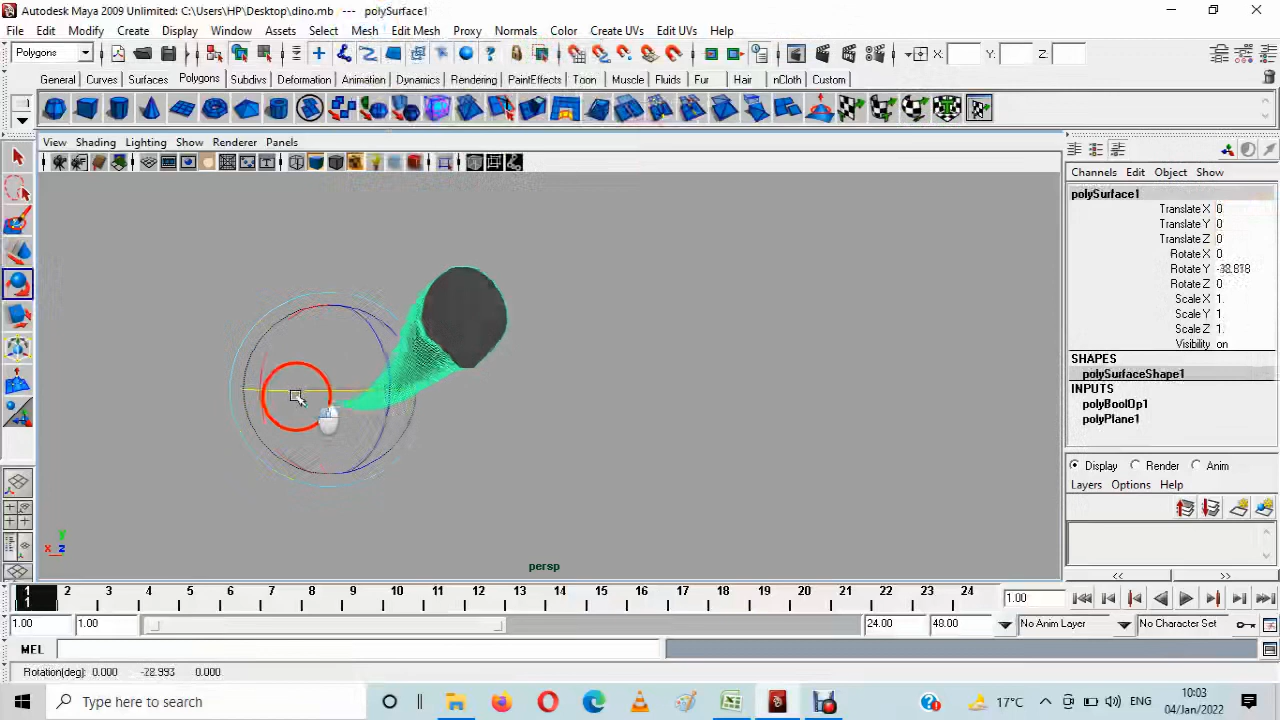 Autodesk Maya 2009 Unlimited: C:\Users\HP\Desktop\dino.mb --- polySurface1
File Edit Modify Create Display Window Assets Select Mesh Edit Mesh Proxy Normals Color Create UVs Edit UVs Help
Polygons X: Y: Z:
General Curves Surfaces Polygons Subdivs Deformation Animation Dynamics Rendering PaintEffects Toon Muscle Fluids Fur Hair nCloth Custom
View Shading Lighting Show Renderer Panels
Channels Edit Object Show
polySurface1
Translate X 0
Translate Y 0
Translate Z 0
Rotate X 0
Rotate Y
Rotate Z 0
Scale X 1.
Scale Y 1.
Scale Z 1.
Visibility on
SHAPES
polySurfaceShape1
INPUTS
polyBoolOp1
polyPlane1
Display Render Anim
Layers Options Help
Y
X Z
persp
<< >>
1 2 3 4 5 6 7 8 9 10 11 12 13 14 15 16 17 18 19 20 21 22 23 24 1.00
1
1.00 1.00 24.00 48.00 No Anim Layer No Character Set
MEL
Rotation(deg): 0.000 -28.993 0.000
Type here to search 17°C ENG 10:03
04/Jan/2022